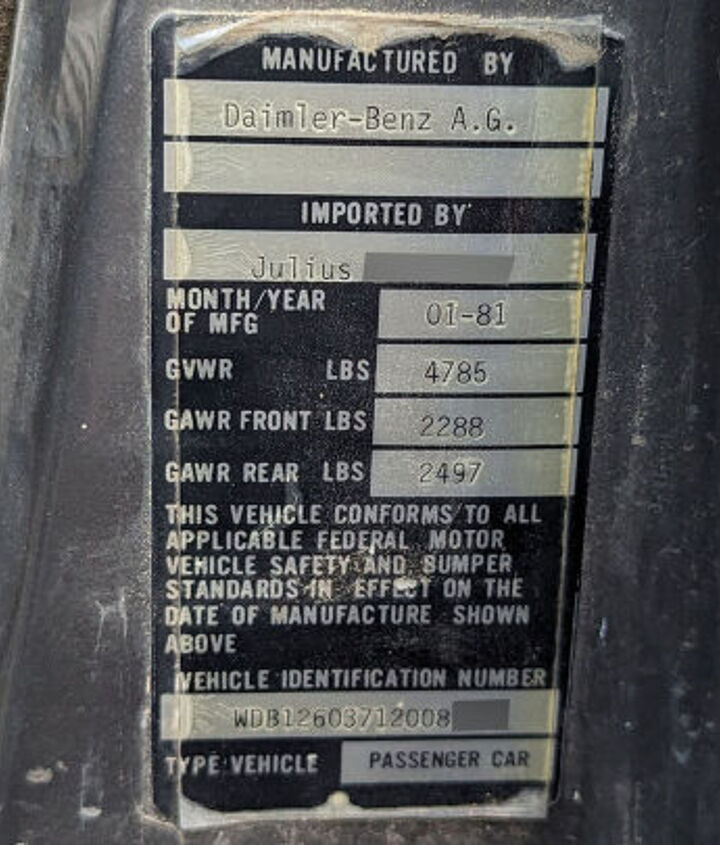 MANUFACTURED BY
Daimler-Benz A.G.
IMPORTED BY
Julius
MONTH/YEAR OF MFG 01-81
GVWR LBS 4785
GAWR FRONT LBS 2288
GAWR REAR LBS 2497
THIS VEHICLE CONFORMS TO ALL
APPLICABLE FEDERAL MOTOR
VEHICLE SAFETY AND BUMPER
STANDARDS IN EFFECT ON THE
DATE OF MANUFACTURE SHOWN
ABOVE
VEHICLE IDENTIFICATION NUMBER
WDB12603712008
TYPE VEHICLE PASSENGER CAR